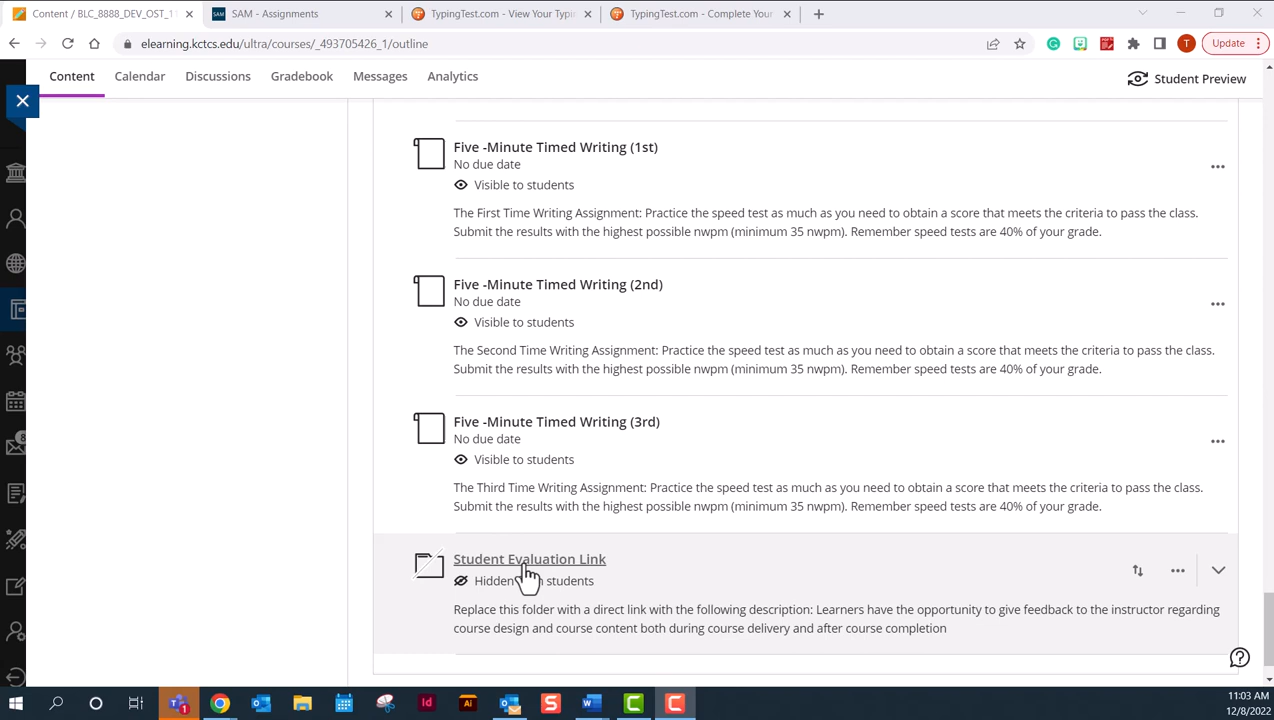 Content / BLC_8888_DEV_OST_11
SAM - Assignments
TypingTest.com - View Your Typi
TypingTest.com - Complete Your
elearning.kctcs.edu/ultra/courses/_493705426_1/outline
T
Update
Content
Calendar
Discussions
Gradebook
Messages
Analytics
Student Preview
Five -Minute Timed Writing (1st)
No due date
Visible to students
The First Time Writing Assignment: Practice the speed test as much as you need to obtain a score that meets the criteria to pass the class.
Submit the results with the highest possible nwpm (minimum 35 nwpm). Remember speed tests are 40% of your grade.
Five -Minute Timed Writing (2nd)
No due date
Visible to students
The Second Time Writing Assignment: Practice the speed test as much as you need to obtain a score that meets the criteria to pass the class.
Submit the results with the highest possible nwpm (minimum 35 nwpm). Remember speed tests are 40% of your grade.
Five -Minute Timed Writing (3rd)
No due date
Visible to students
The Third Time Writing Assignment: Practice the speed test as much as you need to obtain a score that meets the criteria to pass the class.
Submit the results with the highest possible nwpm (minimum 35 nwpm). Remember speed tests are 40% of your grade.
Student Evaluation Link
Hidden students
Replace this folder with a direct link with the following description: Learners have the opportunity to give feedback to the instructor regarding
course design and course content both during course delivery and after course completion
11:03 AM
12/8/2022